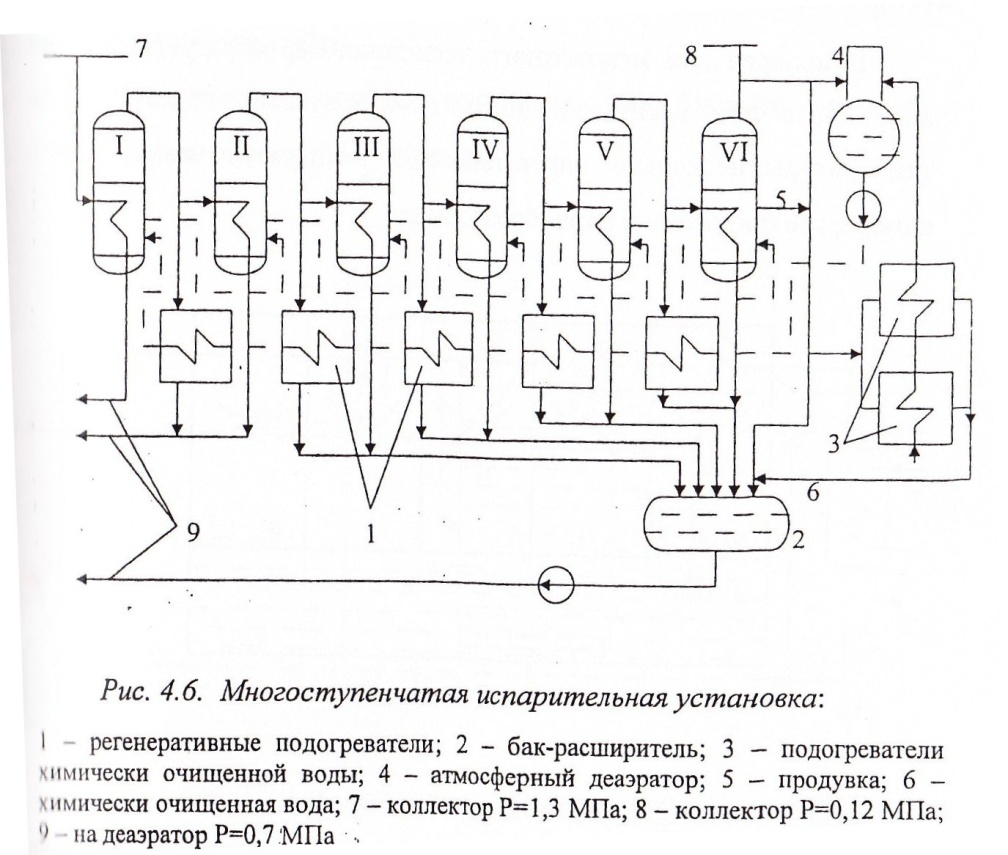 7
8
4
I
II
III
IV
V
VI
5
3
6
9
1
2
Рис. 4.6. Многоступенчатая испарительная установка:
1 – регенеративные подогреватели; 2 – бак-расширитель; 3 – подогреватели
химически очищенной воды; 4 – атмосферный деаэратор; 5 – продувка; 6 –
химически очищенная вода; 7 – коллектор Р=1,3 МПа; 8 – коллектор Р=0,12 МПа;
9 – на деаэратор Р=0,7 МПа